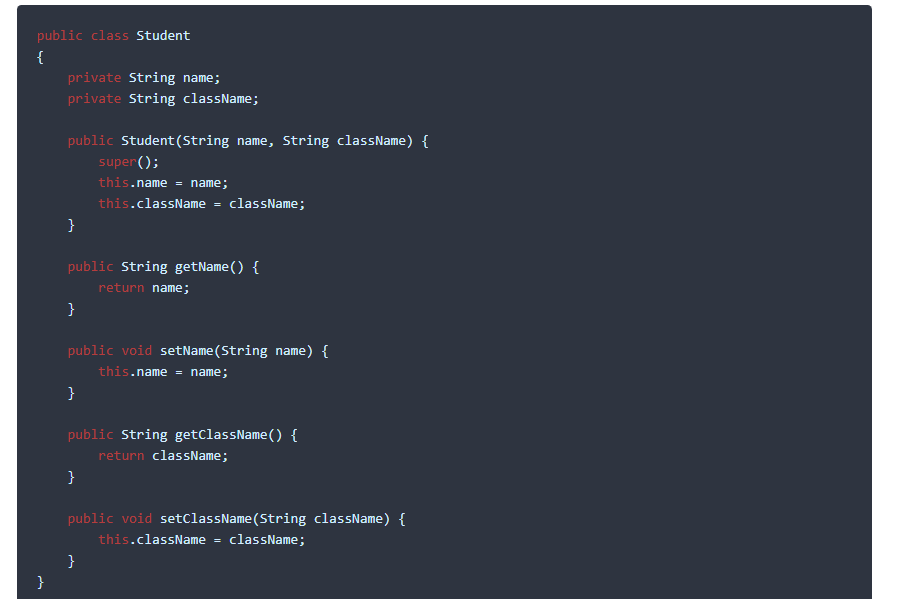 public class Student
{
    private String name;
    private String className;

    public Student(String name, String className) {
        super();
        this.name = name;
        this.className = className;
    }

    public String getName() {
        return name;
    }

    public void setName(String name) {
        this.name = name;
    }

    public String getClassName() {
        return className;
    }

    public void setClassName(String className) {
        this.className = className;
    }
}